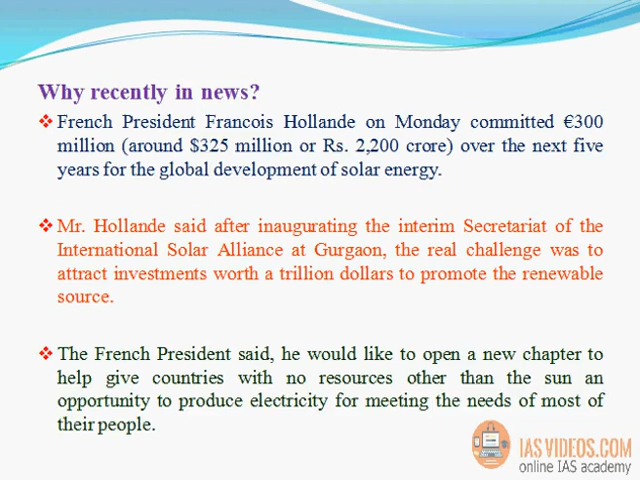 Why recently in news?
French President Francois Hollande on Monday committed €300
million (around $325 million or Rs. 2,200 crore) over the next five
years for the global development of solar energy.
Mr. Hollande said after inaugurating the interim Secretariat of the
International Solar Alliance at Gurgaon, the real challenge was to
attract investments worth a trillion dollars to promote the renewable
source.
The French President said, he would like to open a new chapter to
help give countries with no resources other than the sun an
opportunity to produce electricity for meeting the needs of most of
their people.
IASVIDEOS.COM
online IAS academy